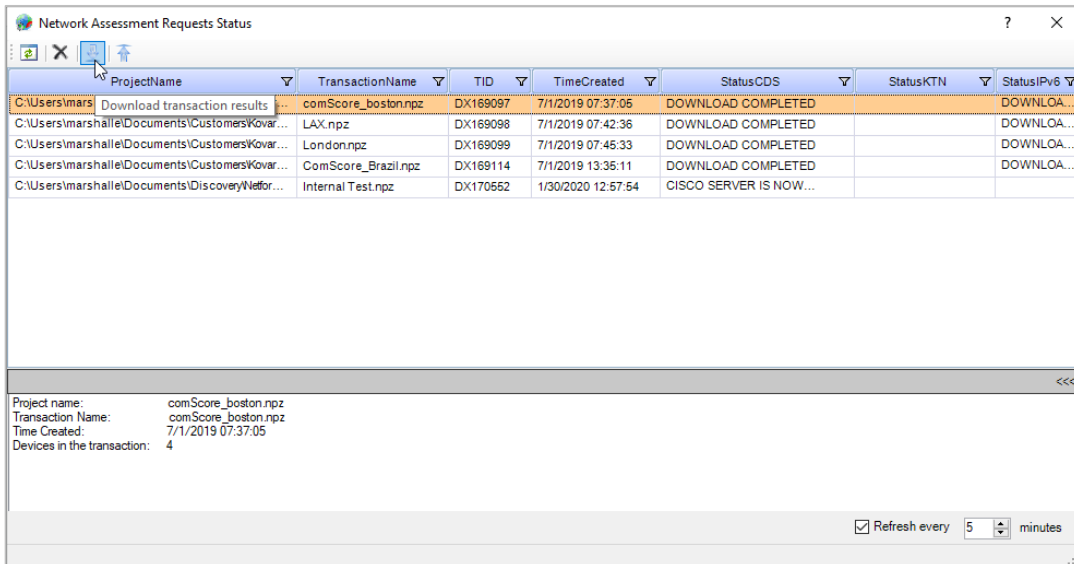 Network Assessment Requests Status
?
ProjectName TransactionName TID TimeCreated StatusCDS StatusKTN StatusIPv6
C:\Users\mars Download transaction results ... comScore_boston.npz DX169097 7/1/2019 07:37:05 DOWNLOAD COMPLETED DOWNLOA...
C:\Users\marshalle\Documents\Customers\Kovar... LAX.npz DX169098 7/1/2019 07:42:36 DOWNLOAD COMPLETED DOWNLOA...
C:\Users\marshalle\Documents\Customers\Kovar... London.npz DX169099 7/1/2019 07:45:33 DOWNLOAD COMPLETED DOWNLOA...
C:\Users\marshalle\Documents\Customers\Kovar... ComScore_Brazil.npz DX169114 7/1/2019 13:35:11 DOWNLOAD COMPLETED DOWNLOA...
C:\Users\marshalle\Documents\Discovery\Netfor... Internal Test.npz DX170552 1/30/2020 12:57:54 CISCO SERVER IS NOW...
<<<
Project name: comScore_boston.npz
Transaction Name: comScore_boston.npz
Time Created: 7/1/2019 07:37:05
Devices in the transaction: 4
Refresh every 5 minutes